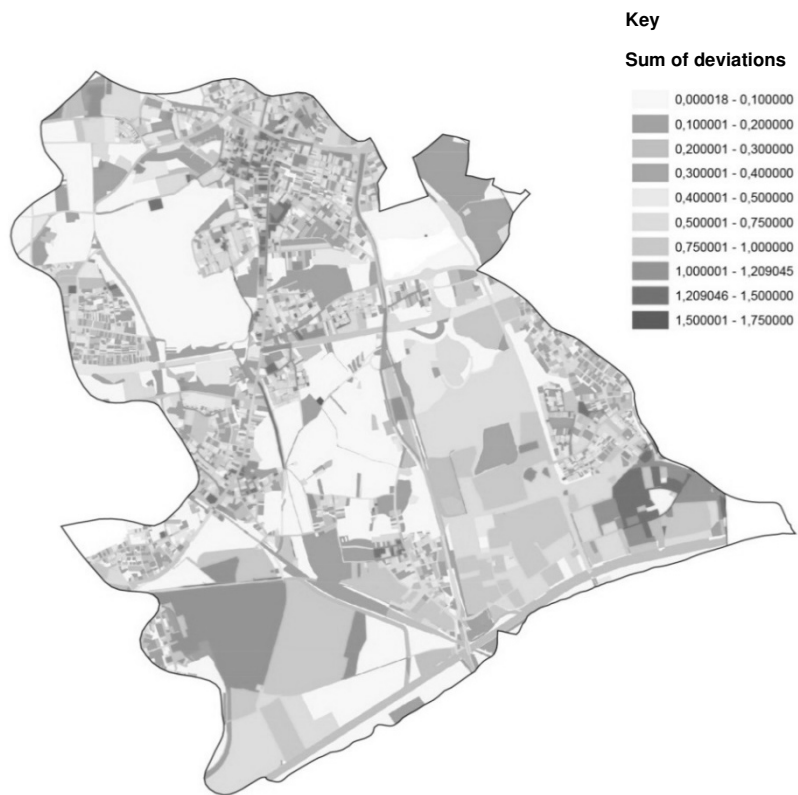 Key
Sum of deviations
0,000018 - 0,100000
0,100001 - 0,200000
0,200001 - 0,300000
0,300001 - 0,400000
0,400001 - 0,500000
0,500001 - 0,750000
0,750001 - 1,000000
1,000001 - 1,209045
1,209046 - 1,500000
1,500001 - 1,750000